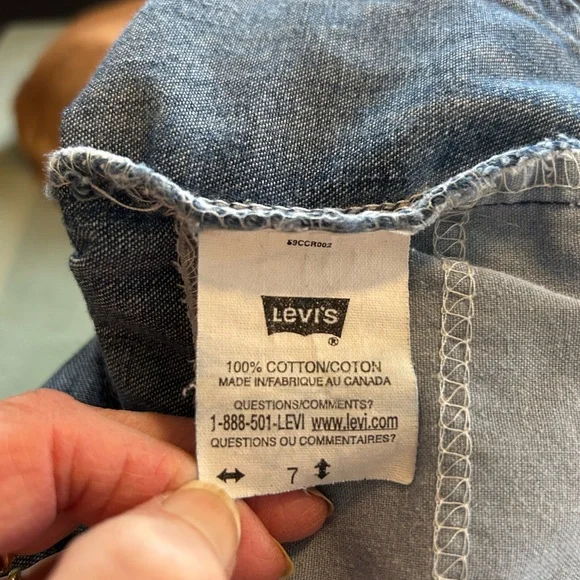 59CCR002
Levi's
®
100% COTTON/COTON
MADE IN/FABRIQUE AU CANADA
QUESTIONS/COMMENTS?
1-888-501-LEVI www.levi.com
QUESTIONS OU COMMENTAIRES?
7